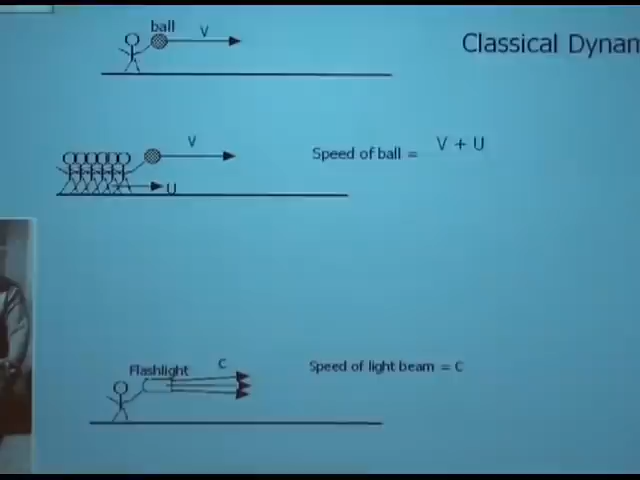 ball
V
Classical Dynam
V
Speed of ball = V + U
U
Flashlight
C
Speed of light beam = C